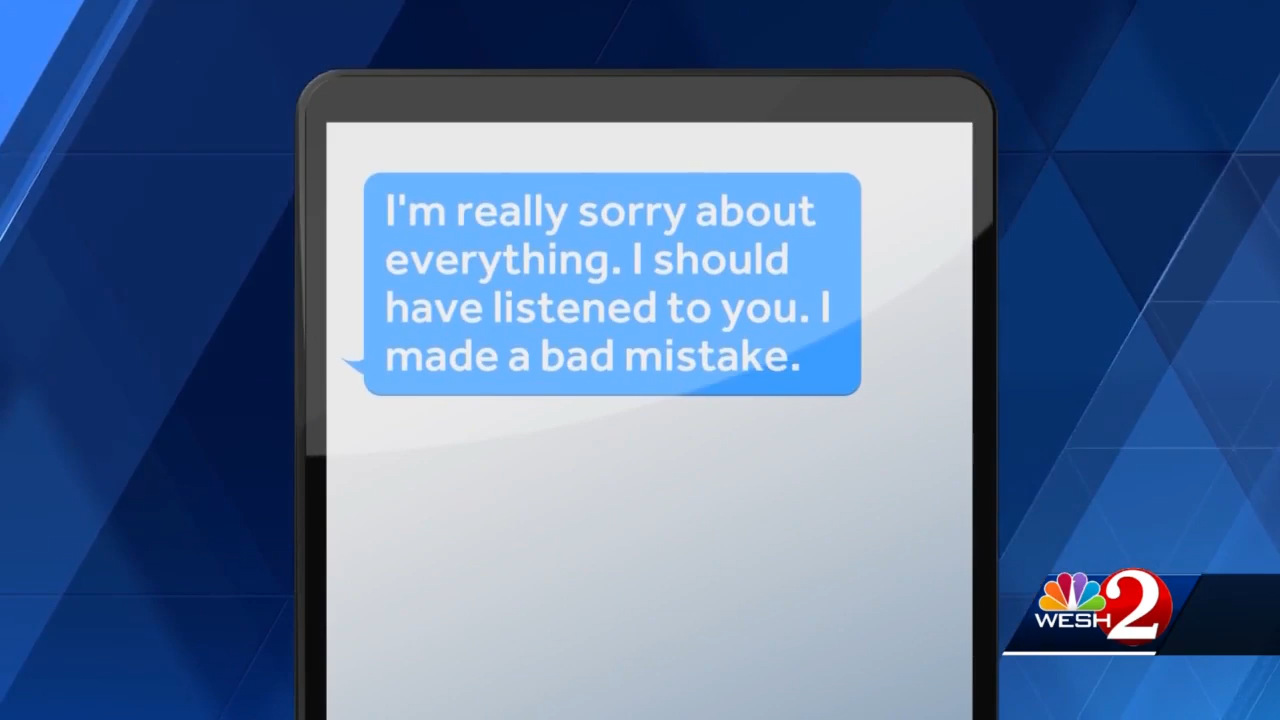 I'm really sorry about
everything. I should
have listened to you. I
made a bad mistake.
WESH 2